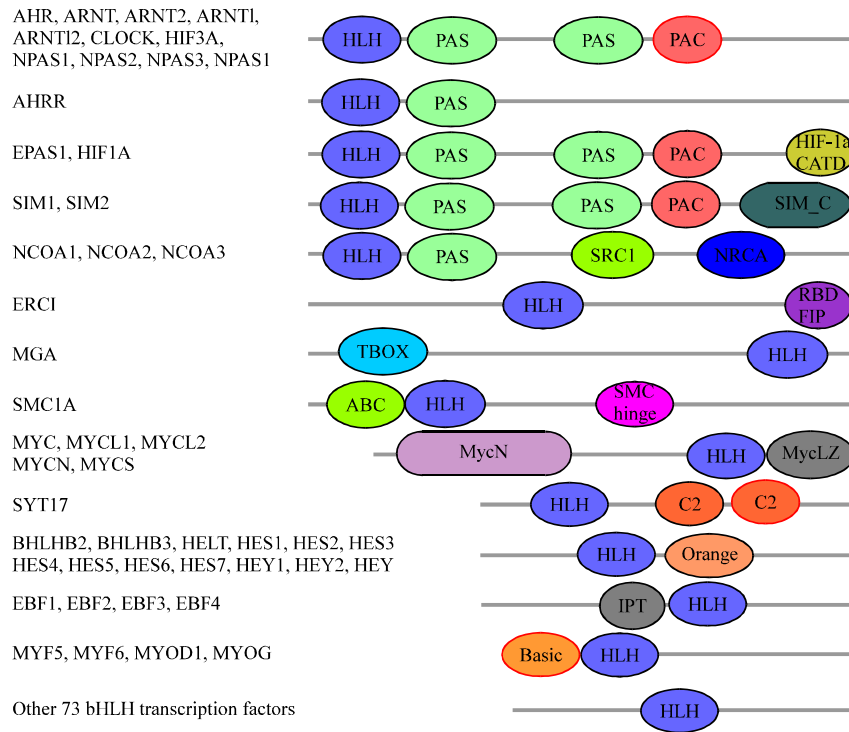 AHR, ARNT, ARNT2, ARNTl,
ARNTl2, CLOCK, HIF3A,
NPAS1, NPAS2, NPAS3, NPAS1
HLH PAS PAS PAC
AHRR HLH PAS
EPAS1, HIF1A HLH PAS PAS PAC HIF-1a
CATD
SIM1, SIM2 HLH PAS PAS PAC SIM_C
NCOA1, NCOA2, NCOA3 HLH PAS SRC1 NRCA
ERCI HLH RBD
FIP
MGA TBOX HLH
SMC1A ABC HLH SMC
hinge
MYC, MYCL1, MYCL2
MYCN, MYCS
MycN HLH MycLZ
SYT17 HLH C2 C2
BHLHB2, BHLHB3, HELT, HES1, HES2, HES3
HES4, HES5, HES6, HES7, HEY1, HEY2, HEY
HLH Orange
EBF1, EBF2, EBF3, EBF4 IPT HLH
MYF5, MYF6, MYOD1, MYOG Basic HLH
Other 73 bHLH transcription factors HLH